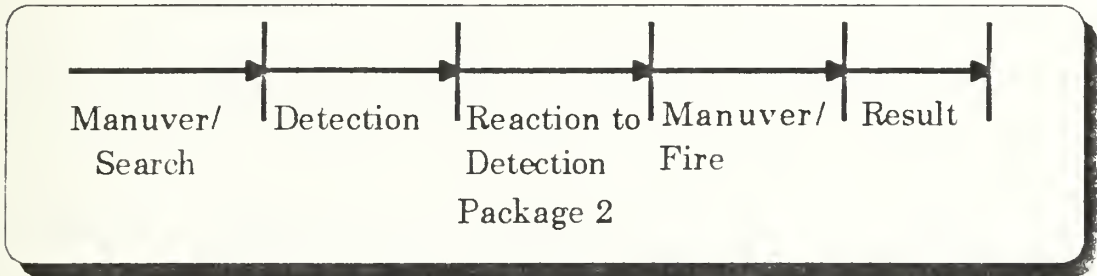 Manuver/
Search
Detection
Reaction to
Detection
Package 2
Manuver/
Fire
Result